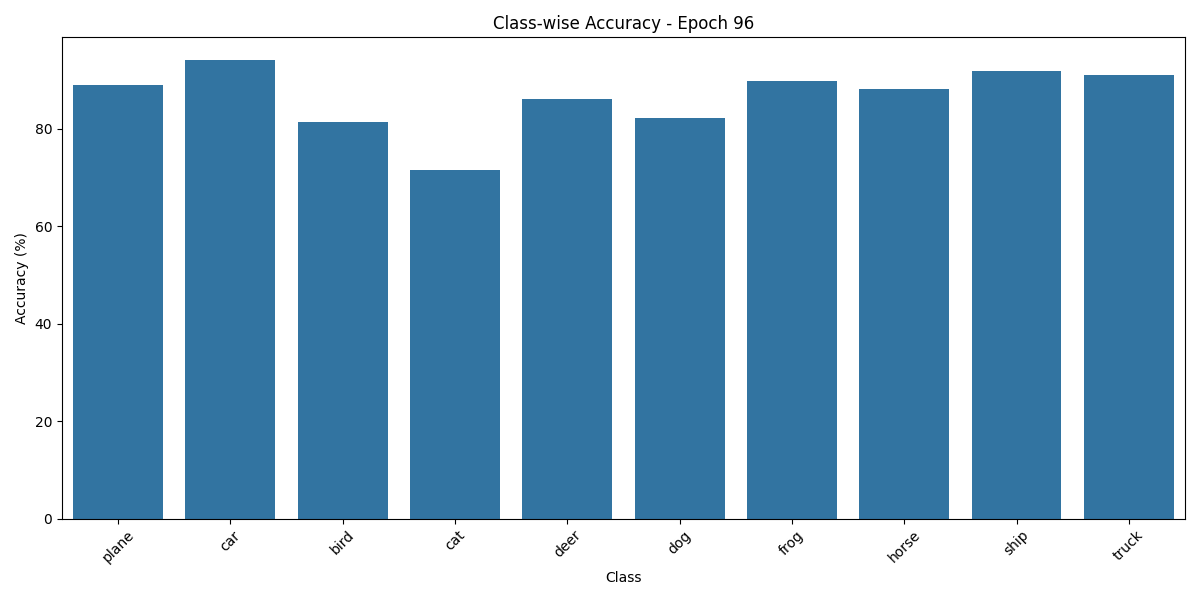 Class-wise Accuracy - Epoch 96
Accuracy (%)
80
60
40
20
0
plane
car
bird
cat
deer
dog
frog
horse
ship
truck
Class